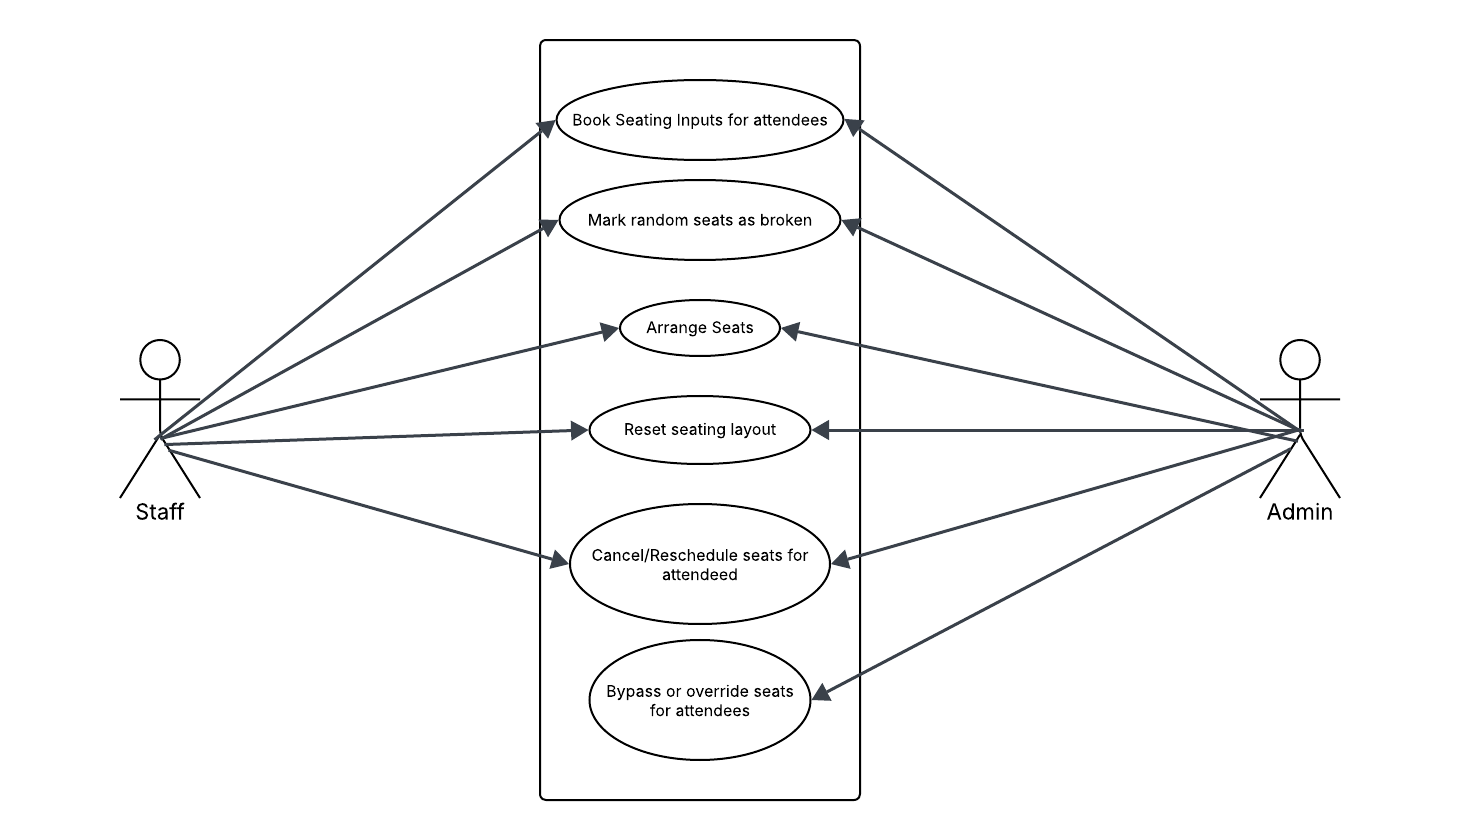 Book Seating Inputs for attendees
Mark random seats as broken
Arrange Seats
Reset seating layout
Staff
Admin
Cancel/Reschedule seats for
attendeed
Bypass or override seats
for attendees